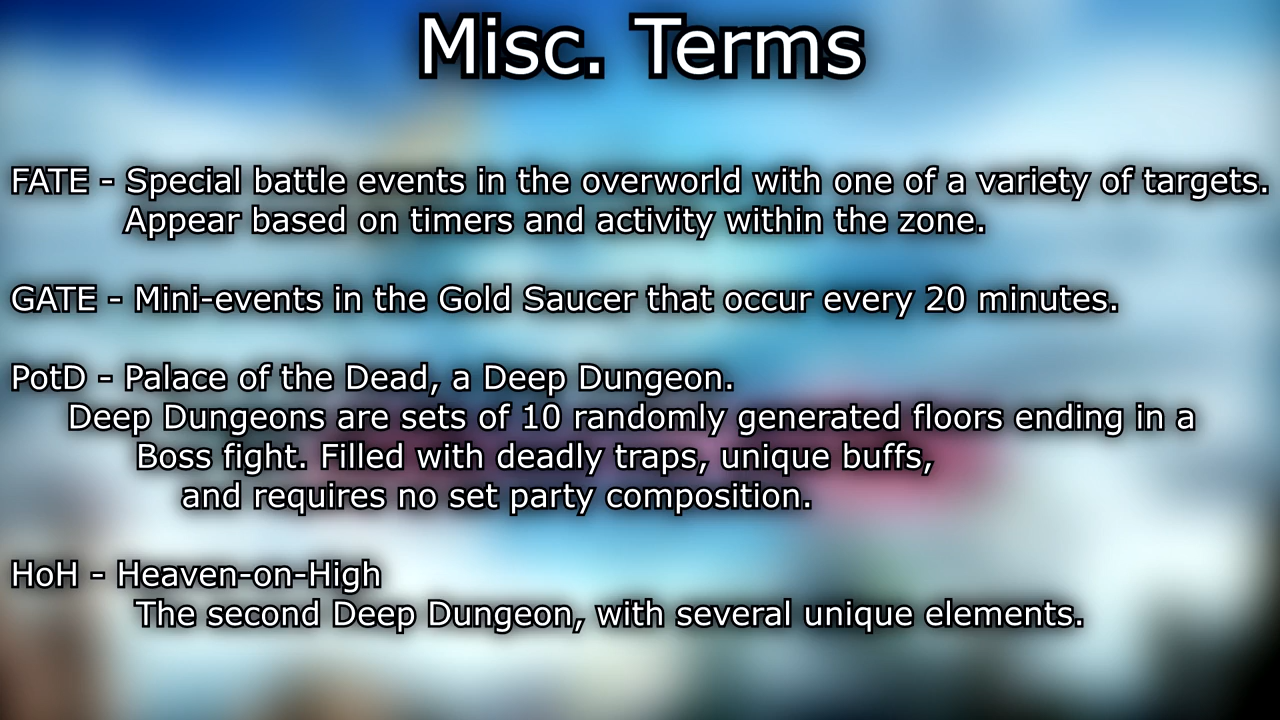 Misc. Terms
FATE - Special battle events in the overworld with one of a variety of targets.
Appear based on timers and activity within the zone.
GATE - Mini-events in the Gold Saucer that occur every 20 minutes.
PotD - Palace of the Dead, a Deep Dungeon.
Deep Dungeons are sets of 10 randomly generated floors ending in a
Boss fight. Filled with deadly traps, unique buffs,
and requires no set party composition.
HoH - Heaven-on-High
The second Deep Dungeon, with several unique elements.